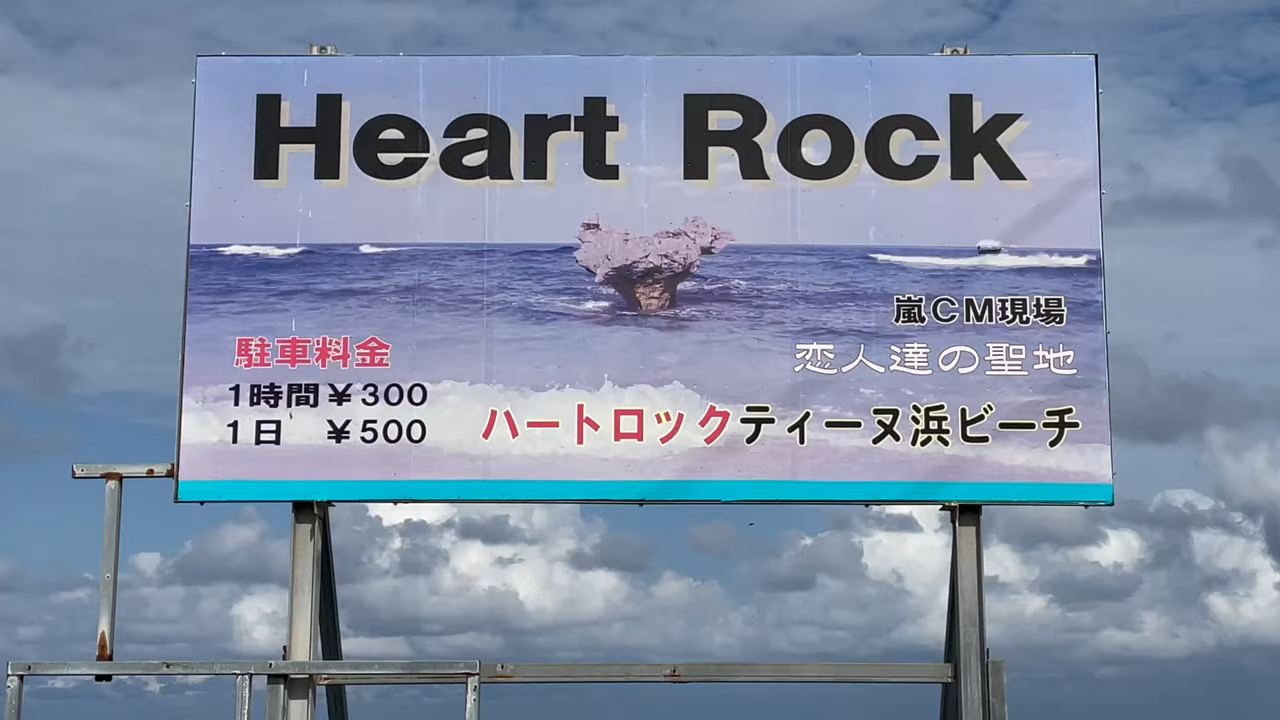 Heart Rock
嵐CM現場
恋人達の聖地
駐車料金
1時間¥300
1日 ¥500
ハートロックティーヌ浜ビーチ